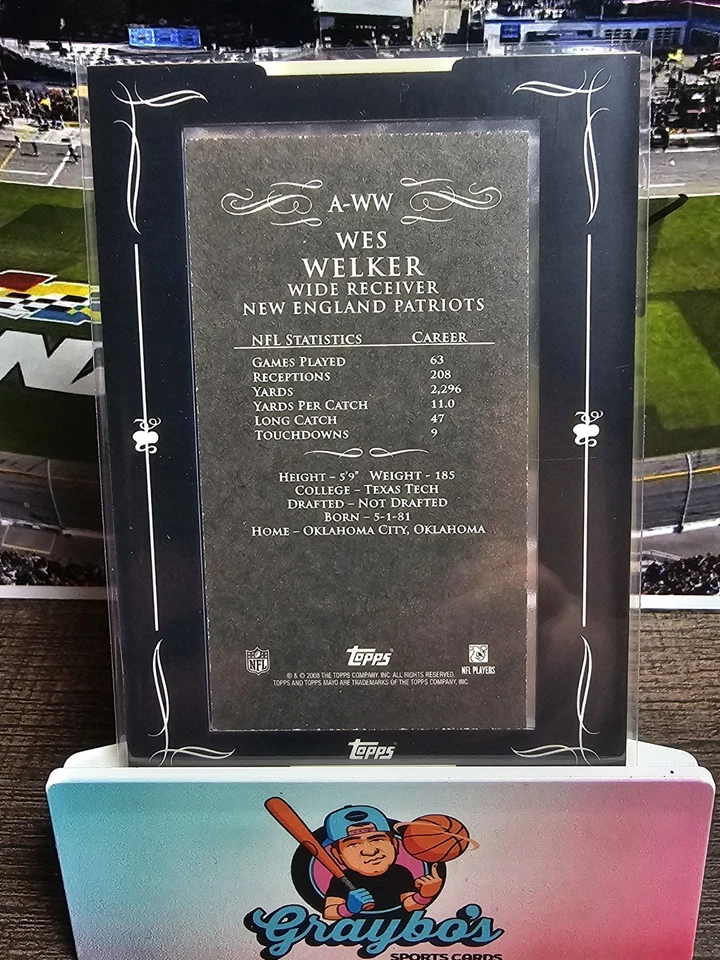 A-WW
WES
WELKER
WIDE RECEIVER
NEW ENGLAND PATRIOTS
NFL STATISTICS CAREER
GAMES PLAYED 63
RECEPTIONS 208
YARDS 2,296
YARDS PER CATCH 11.0
LONG CATCH 47
TOUCHDOWNS 9
HEIGHT – 5'9" WEIGHT - 185
COLLEGE – TEXAS TECH
DRAFTED – NOT DRAFTED
BORN – 5-1-81
HOME – OKLAHOMA CITY, OKLAHOMA
NFL
Topps
NFL PLAYERS
® & © 2008 THE TOPPS COMPANY, INC. ALL RIGHTS RESERVED.
TOPPS AND TOPPS MAYO ARE TRADEMARKS OF THE TOPPS COMPANY, INC.
Topps
Graybo's
SPORTS CARDS